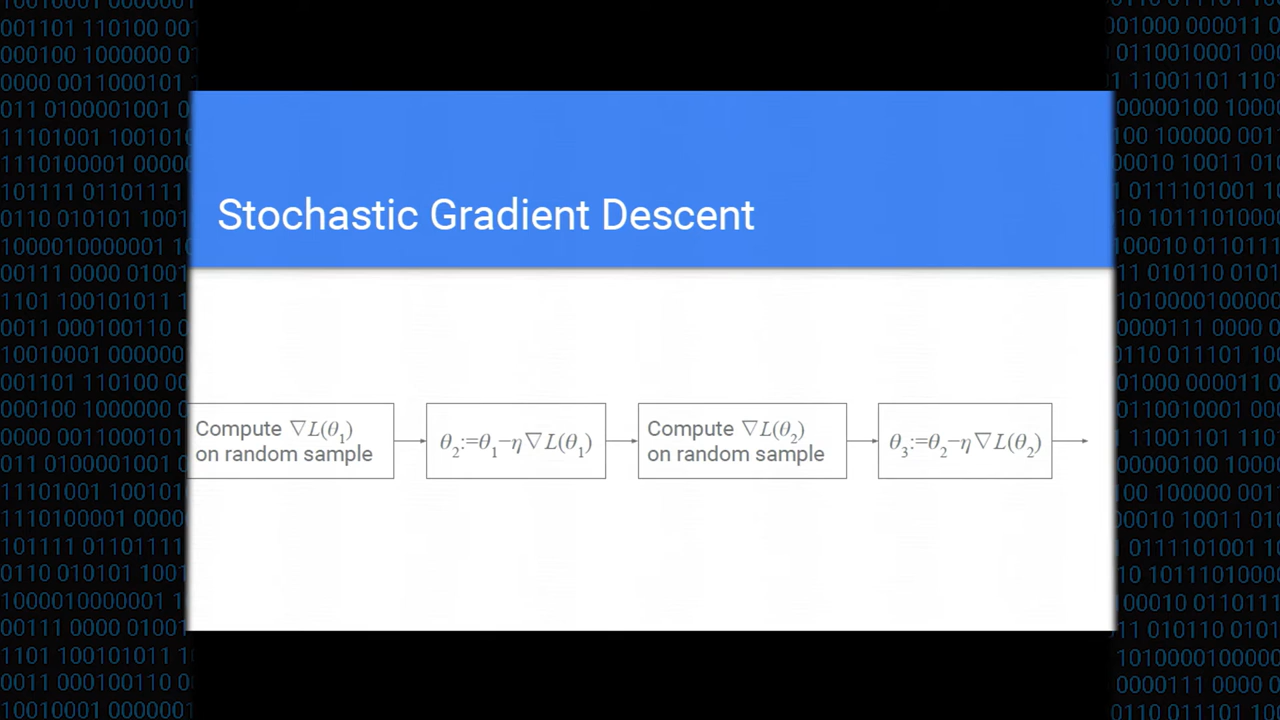 Stochastic Gradient Descent
Compute ∇L(θ₁)
on random sample
θ₂:=θ₁−η∇L(θ₁)
Compute ∇L(θ₂)
on random sample
θ₃:=θ₂−η∇L(θ₂)